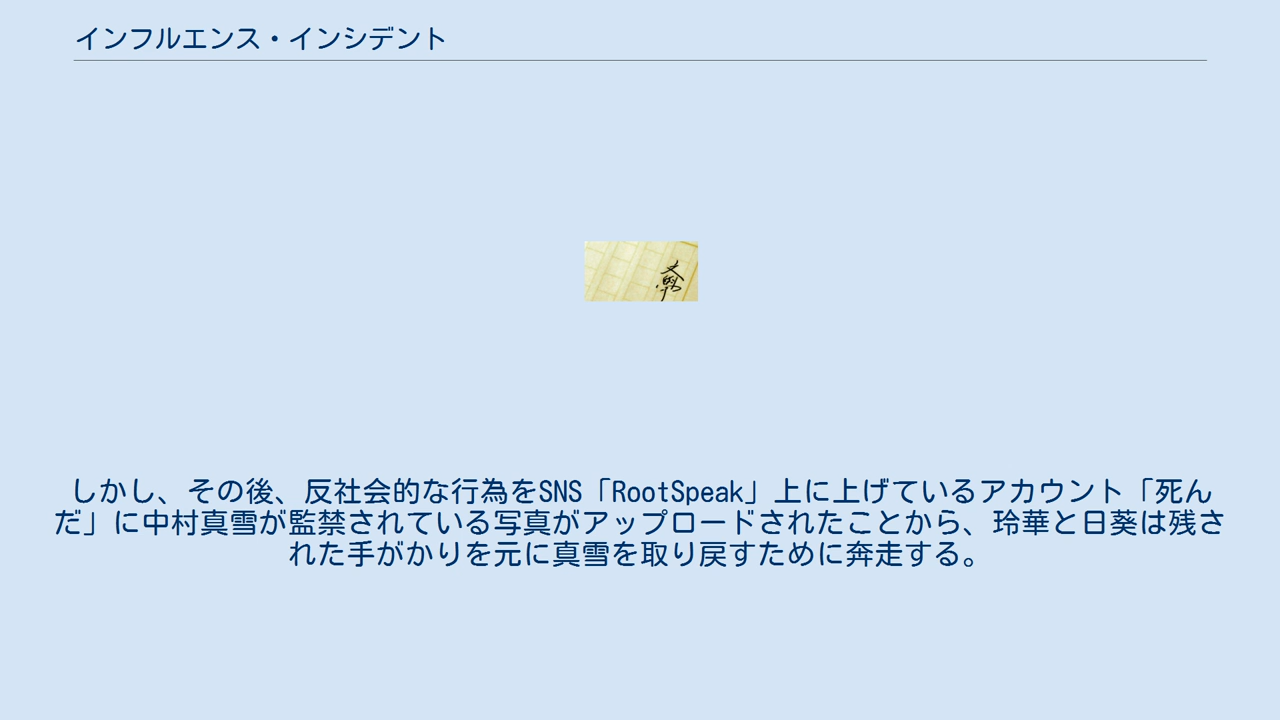 インフルエンス・インシデント
しかし、その後、反社会的な行為をSNS「RootSpeak」上に上げているアカウント「死ん
だ」に中村真雪が監禁されている写真がアップロードされたことから、玲華と日葵は残さ
れた手がかりを元に真雪を取り戻すために奔走する。